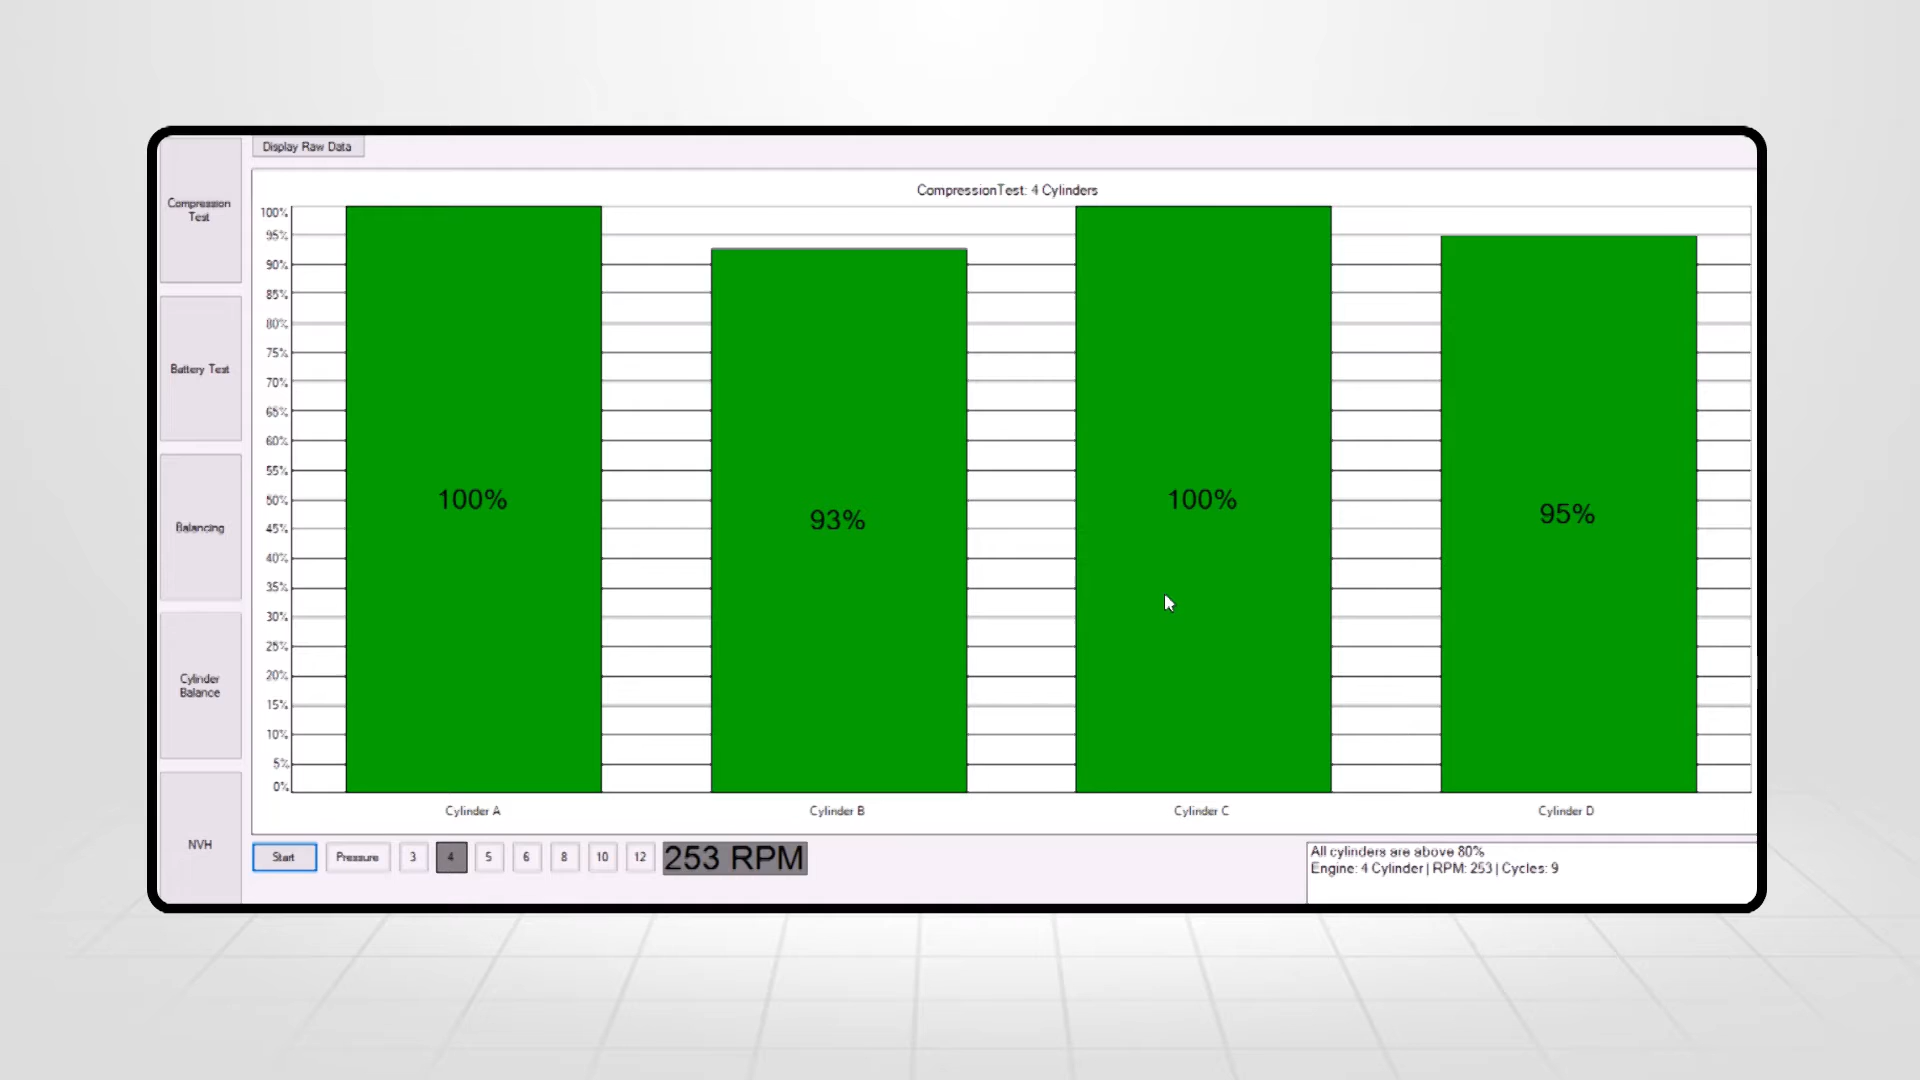 Display Raw Data
Compression
Test
Battery Test
Balancing
Cylinder
Balance
NVH
CompressionTest: 4 Cylinders
100%
95%
90%
85%
80%
75%
70%
65%
60%
55%
50%
45%
40%
35%
30%
25%
20%
15%
10%
5%
0%
100%
93%
100%
95%
Cylinder A
Cylinder B
Cylinder C
Cylinder D
Start
Pressure
3
4
5
6
8
10
12
253 RPM
All cylinders are above 80%
Engine: 4 Cylinder | RPM: 253 | Cycles: 9